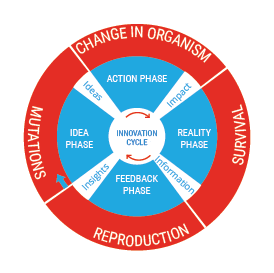 CHANGE IN ORGANISM
ACTION PHASE
Ideas
Impact
MUTATIONS
IDEA
PHASE
INNOVATION
CYCLE
REALITY
PHASE
SURVIVAL
Insights
FEEDBACK
PHASE
Information
REPRODUCTION